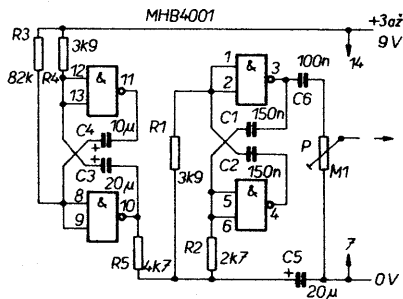 MHB4001
+3až
9V
R3
3k9
82k
R4
12
13
&
11
1
2
&
3
100n
C6
14
10µ
C4
C3
20µ
R1
3k9
C1
150n
C2
150n
P
M1
8
9
&
10
5
6
&
4
R5
4k7
R2
2k7
C5
20µ
7
0V
+
+
+